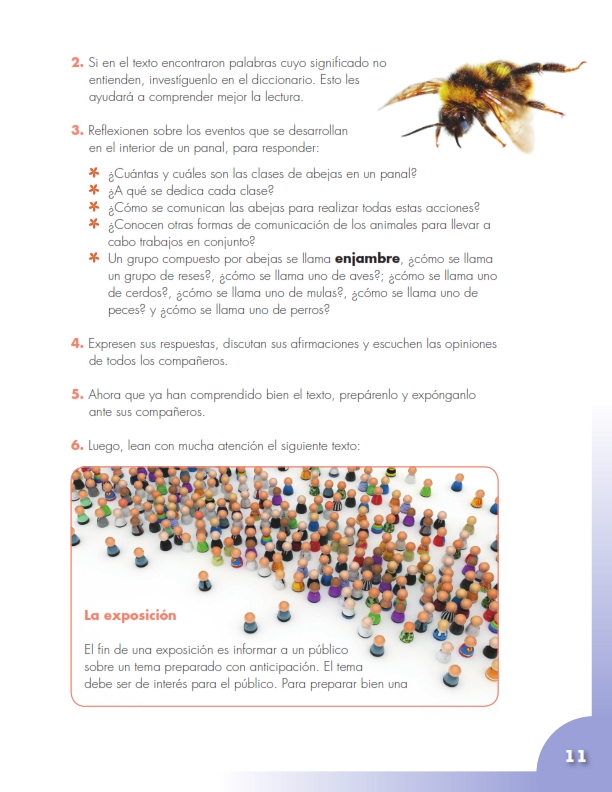 2. Si en el texto encontraron palabras cuyo significado no
entienden, investíguenlo en el diccionario. Esto les
ayudará a comprender mejor la lectura.
3. Reflexionen sobre los eventos que se desarrollan
en el interior de un panal, para responder:
* ¿Cuántas y cuáles son las clases de abejas en un panal?
* ¿A qué se dedica cada clase?
* ¿Cómo se comunican las abejas para realizar todas estas acciones?
* ¿Conocen otras formas de comunicación de los animales para llevar a
cabo trabajos en conjunto?
* Un grupo compuesto por abejas se llama enjambre, ¿cómo se llama
un grupo de reses?, ¿cómo se llama uno de aves?; ¿cómo se llama uno
de cerdos?, ¿cómo se llama uno de mulas?, ¿cómo se llama uno de
peces? y ¿cómo se llama uno de perros?
4. Expresen sus respuestas, discutan sus afirmaciones y escuchen las opiniones
de todos los compañeros.
5. Ahora que ya han comprendido bien el texto, prepárenlo y expónganlo
ante sus compañeros.
6. Luego, lean con mucha atención el siguiente texto:
La exposición
El fin de una exposición es informar a un público
sobre un tema preparado con anticipación. El tema
debe ser de interés para el público. Para preparar bien una
11